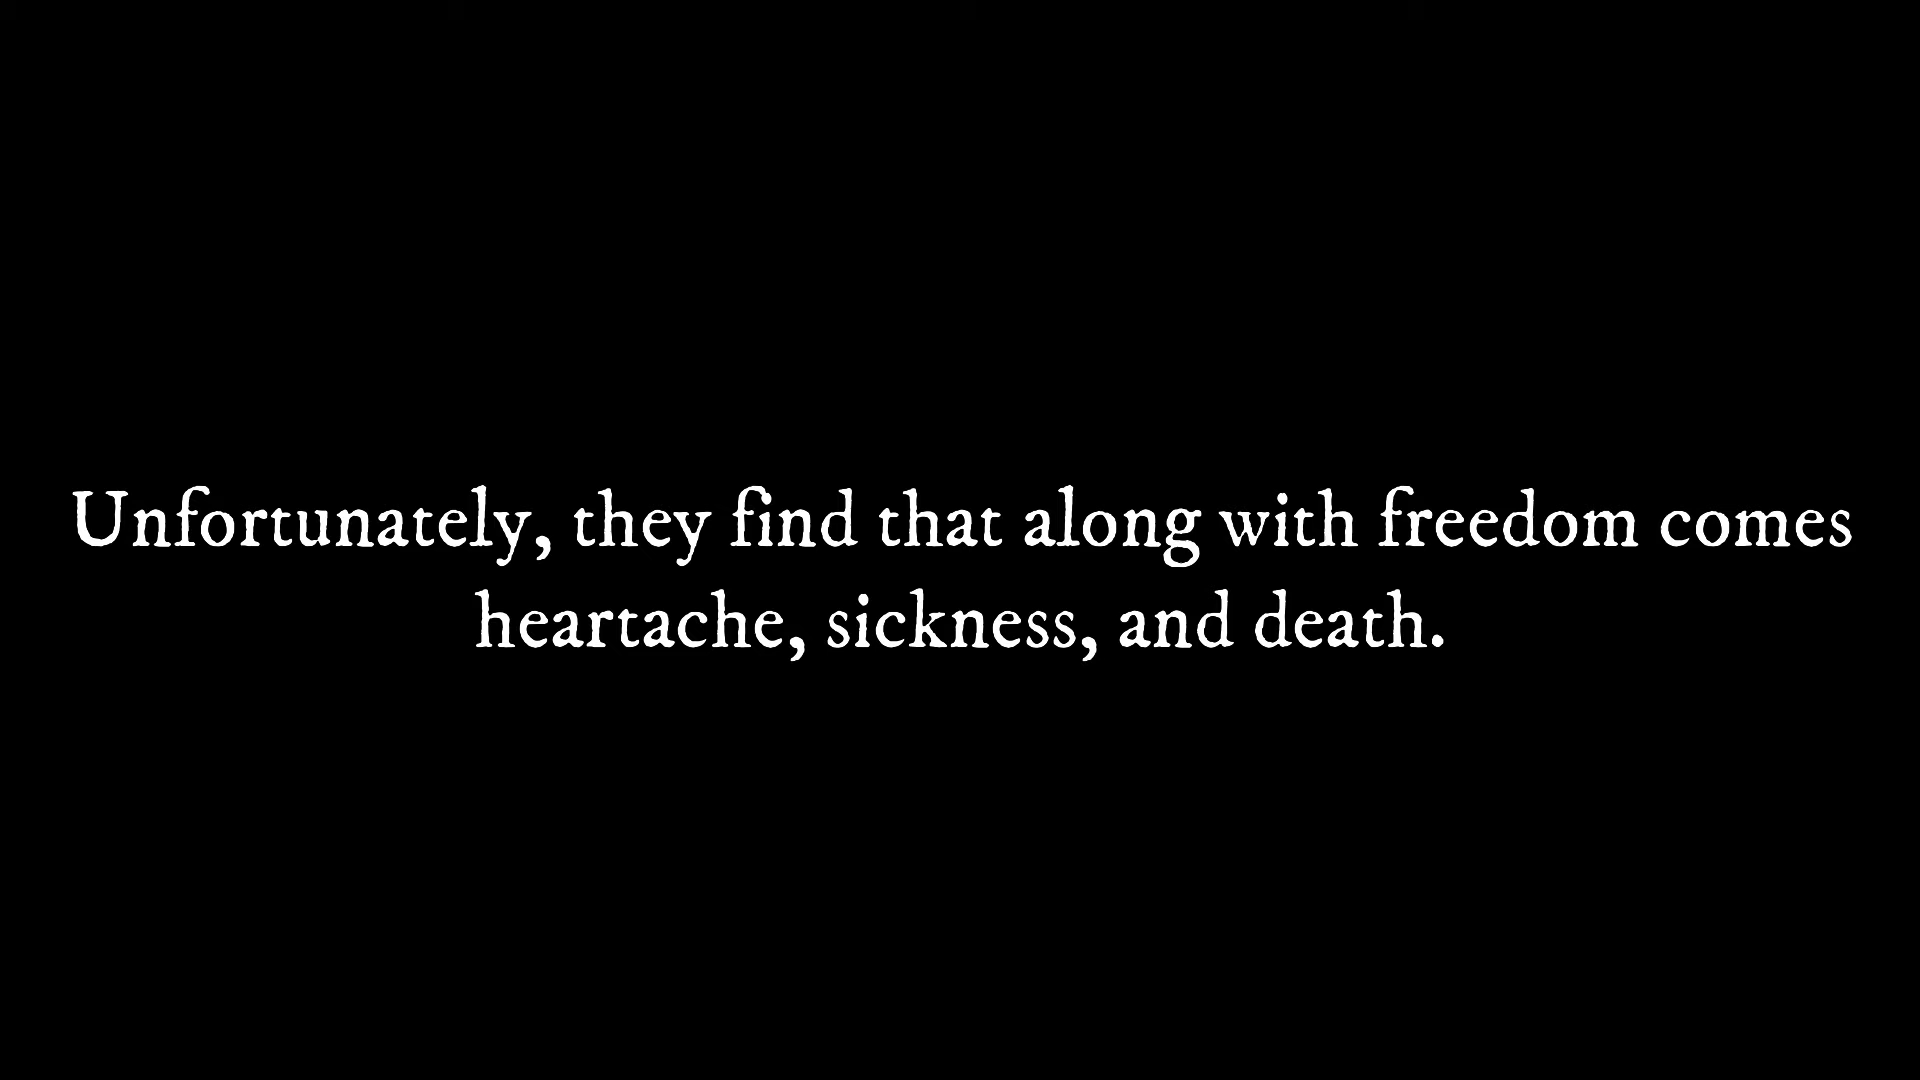 Unfortunately, they find that along with freedom comes
heartache, sickness, and death.